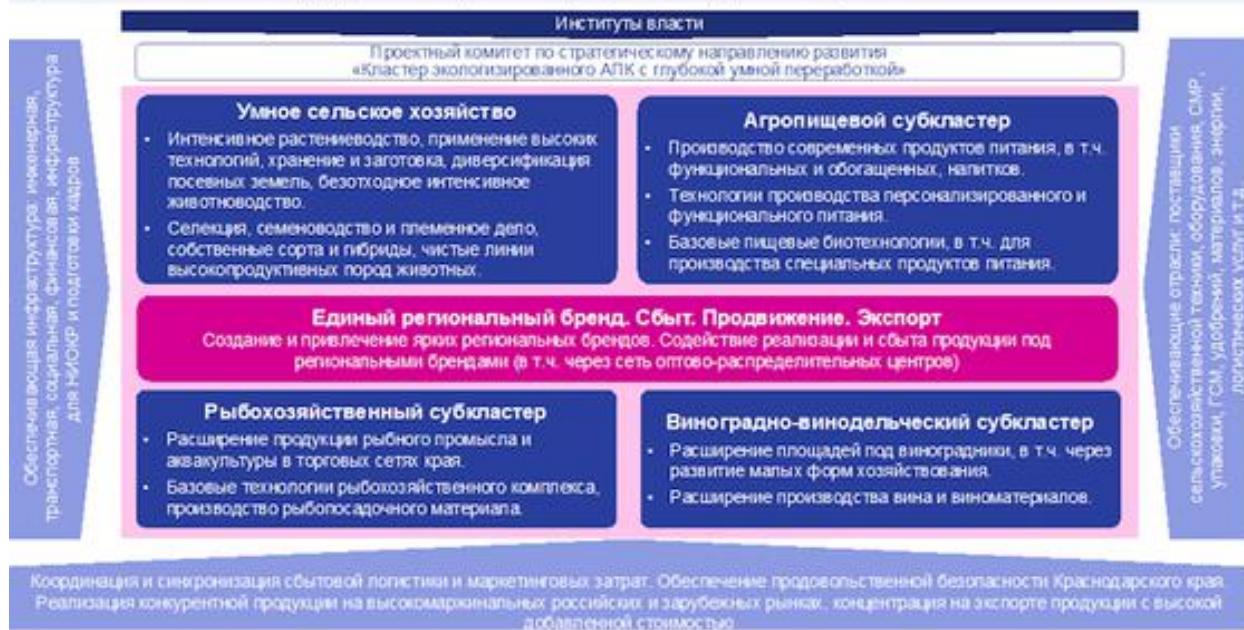 Институты власти
Проектный комитет по стратегическому направлению развития
«Кластер экологизированного АПК с глубокой умной переработкой»
Обеспечивающая инфраструктура: инженерная,
транспортная, социальная, финансовая, инфраструктура
для НИОКР и подготовки кадров
Умное сельское хозяйство
• Интенсивное растениеводство, применение высоких
технологий, хранение и заготовка, диверсификация
посевных земель, безотходное интенсивное
животноводство.
• Селекция, семеноводство и племенное дело,
собственные сорта и гибриды, чистые линии
высокопродуктивных пород животных.
Агропищевой субкластер
• Производство современных продуктов питания, в т.ч.
функциональных и обогащенных, напитков.
• Технологии производства персонализированного и
функционального питания.
• Базовые пищевые биотехнологии, в т.ч. для
производства специальных продуктов питания.
Единый региональный бренд. Сбыт. Продвижение. Экспорт
Создание и привлечение ярких региональных брендов. Содействие реализации и сбыта продукции под
региональными брендами (в т.ч. через сеть оптово-распределительных центров)
Рыбохозяйственный субкластер
• Расширение продукции рыбного промысла и
аквакультуры в торговых сетях края.
• Базовые технологии рыбохозяйственного комплекса,
производство рыбопосадочного материала.
Виноградно-винодельческий субкластер
• Расширение площадей под виноградники, в т.ч. через
развитие малых форм хозяйствования.
• Расширение производства вина и виноматериалов.
Обеспечивающие отрасли: поставщики
сельскохозяйственной техники, оборудования, СМР,
упаковки, ГСМ, удобрений, материалов, энергии,
логистических услуг и т.д.
Координация и синхронизация сбытовой логистики и маркетинговых затрат. Обеспечение продовольственной безопасности Краснодарского края
Реализация конкурентной продукции на высокомаржинальных российских и зарубежных рынках, концентрация на экспорте продукции с высокой
добавленной стоимостью